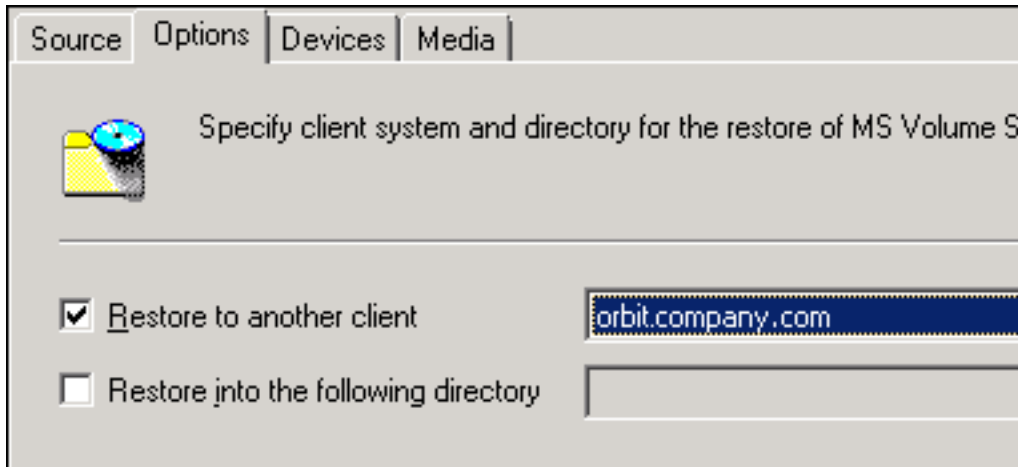 Source Options Devices Media
Specify client system and directory for the restore of MS Volume S
Restore to another client orbit.company.com
Restore into the following directory